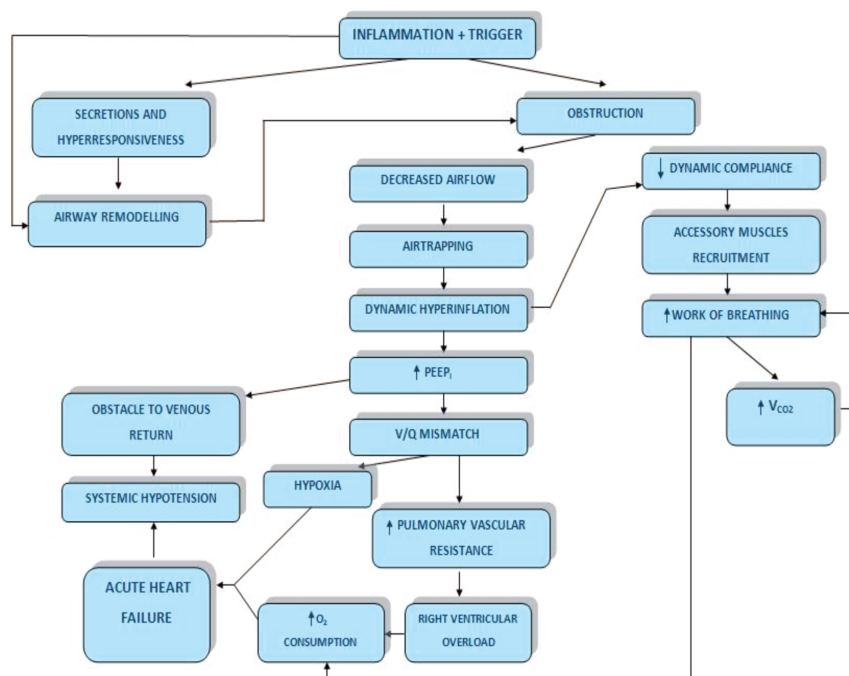 INFLAMMATION + TRIGGER
SECRETIONS AND
HYPERRESPONSIVENESS
OBSTRUCTION
AIRWAY REMODELLING
DECREASED AIRFLOW
↓ DYNAMIC COMPLIANCE
AIRTRAPPING
ACCESSORY MUSCLES
RECRUITMENT
DYNAMIC HYPERINFLATION
↑ WORK OF BREATHING
↑ PEEPI
OBSTACLE TO VENOUS
RETURN
↑ VCO2
V/Q MISMATCH
HYPOXIA
SYSTEMIC HYPOTENSION
↑ PULMONARY VASCULAR
RESISTANCE
ACUTE HEART
FAILURE
↑O2
CONSUMPTION
RIGHT VENTRICULAR
OVERLOAD